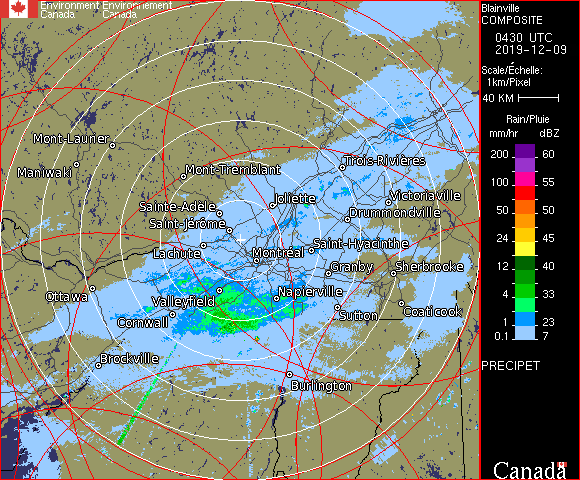 Environment Environnement
Canada Canada
Blainville
COMPOSITE
0430 UTC
2019-12-09
Scale/Échelle:
1km/Pixel
40 KM
Rain/Pluie
mm/hr dBZ
200 60
100 55
50 50
24 45
12 40
4 33
1 23
0.1 7
PRECIPET
Mont-Laurier
Maniwaki
Mont-Tremblant
Trois-Rivières
Joliette
Victoriaville
Sainte-Adèle
Drummondville
Saint-Jérôme
Lachute
Saint-Hyacinthe
Montréal
Granby
Sherbrooke
Ottawa
Valleyfield
Napierville
Coaticook
Cornwall
Sutton
Brockville
Burlington
Canada